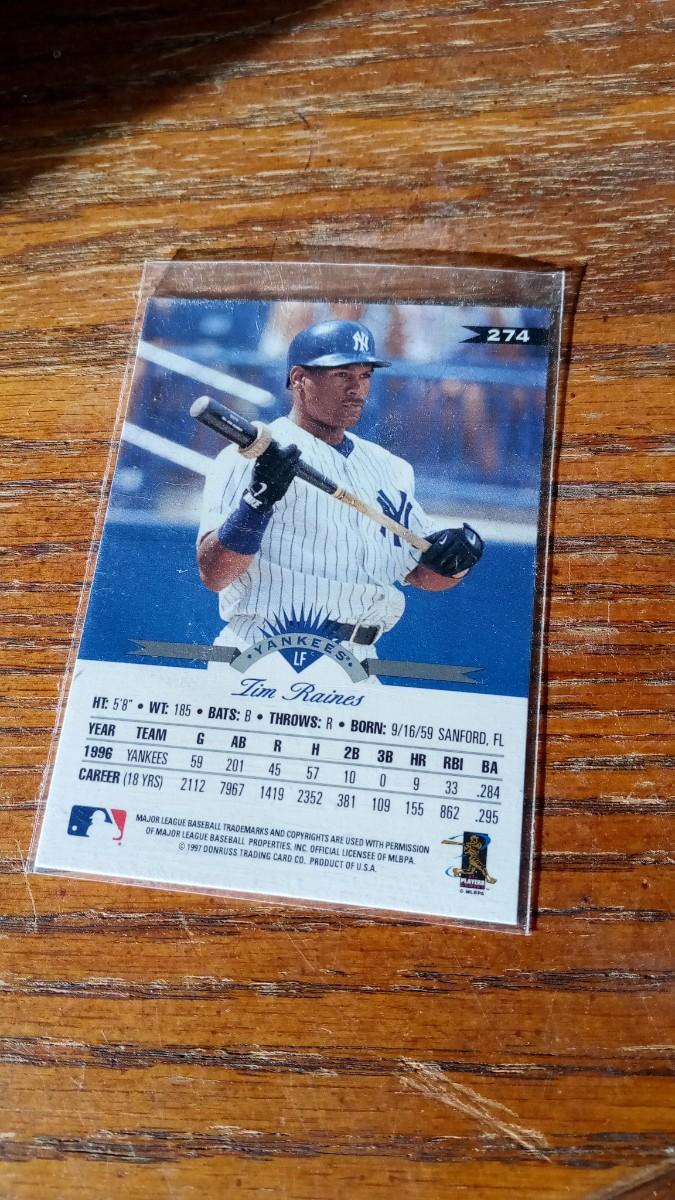 274
NY
NY
YANKEES
LF
Tim Raines
HT: 5'8" • WT: 185 • BATS: B • THROWS: R • BORN: 9/16/59 SANFORD, FL
YEAR TEAM G AB R H 2B 3B HR RBI BA
1996 YANKEES 59 201 45 57 10 0 9 33 .284
CAREER (18 YRS) 2112 7967 1419 2352 381 109 155 862 .295
MAJOR LEAGUE BASEBALL TRADEMARKS AND COPYRIGHTS ARE USED WITH PERMISSION
OF MAJOR LEAGUE BASEBALL PROPERTIES, INC. OFFICIAL LICENSEE OF MLBPA.
© 1997 DONRUSS TRADING CARD CO. PRODUCT OF U.S.A.
PLAYERS
© MLBPA